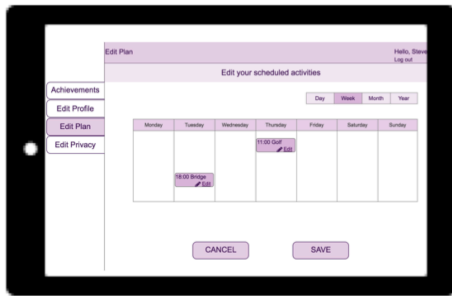 Edit Plan
Hello, Steve
Log out
Edit your scheduled activities
Achievements
Edit Profile
Edit Plan
Edit Privacy
Day Week Month Year
Monday Tuesday Wednesday Thursday Friday Saturday Sunday
11:00 Golf
Edit
18:00 Bridge
Edit
CANCEL SAVE